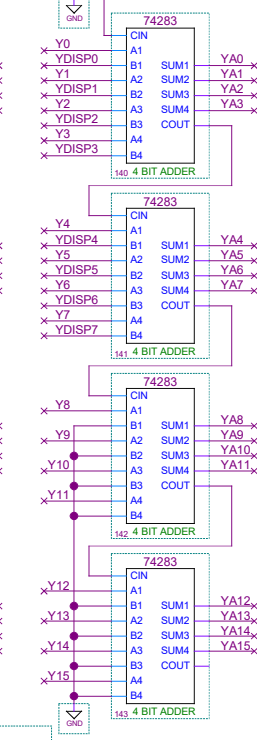 GND
74283
CIN
Y0 A1
YDISP0 B1 SUM1 YA0
Y1 A2 SUM2 YA1
YDISP1 B2 SUM3 YA2
Y2 A3 SUM4 YA3
YDISP2 B3 COUT
Y3 A4
YDISP3 B4
140 4 BIT ADDER
74283
CIN
Y4 A1
YDISP4 B1 SUM1 YA4
Y5 A2 SUM2 YA5
YDISP5 B2 SUM3 YA6
Y6 A3 SUM4 YA7
YDISP6 B3 COUT
Y7 A4
YDISP7 B4
141 4 BIT ADDER
74283
CIN
Y8 A1
B1 SUM1 YA8
Y9 A2 SUM2 YA9
B2 SUM3 YA10
Y10 A3 SUM4 YA11
B3 COUT
Y11 A4
B4
142 4 BIT ADDER
74283
CIN
Y12 A1
B1 SUM1 YA12
Y13 A2 SUM2 YA13
B2 SUM3 YA14
Y14 A3 SUM4 YA15
B3 COUT
Y15 A4
B4
143 4 BIT ADDER
GND